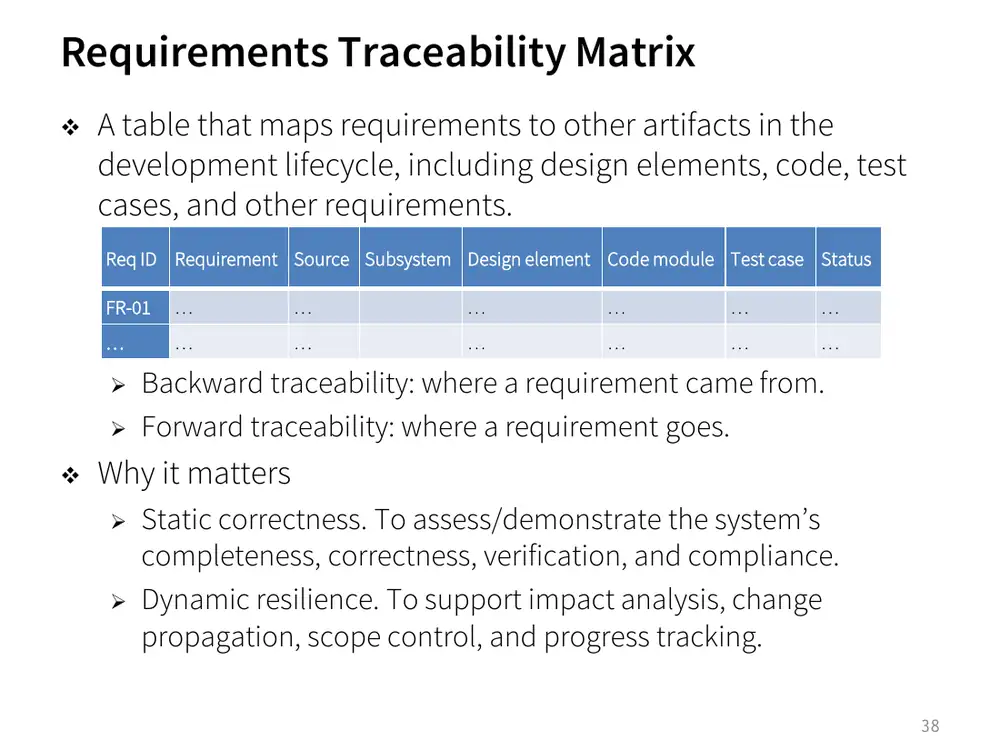 Requirements Traceability Matrix
❖ A table that maps requirements to other artifacts in the
development lifecycle, including design elements, code, test
cases, and other requirements.
Req ID Requirement Source Subsystem Design element Code module Test case Status
FR-01 … … … … … …
… … … … … … …
➢ Backward traceability: where a requirement came from.
➢ Forward traceability: where a requirement goes.
❖ Why it matters
➢ Static correctness. To assess/demonstrate the system’s
completeness, correctness, verification, and compliance.
➢ Dynamic resilience. To support impact analysis, change
propagation, scope control, and progress tracking.
38